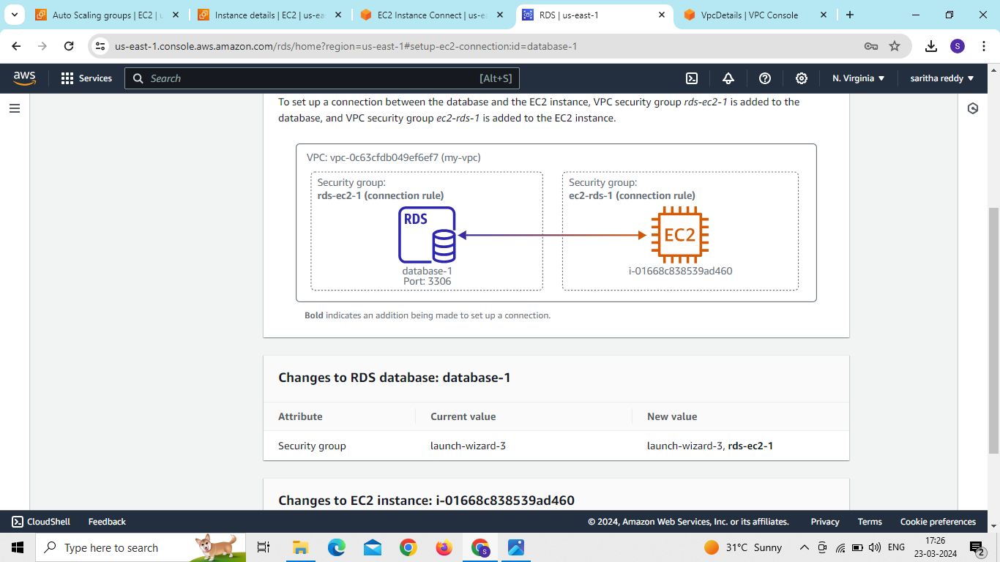 Auto Scaling groups | EC2 | u
Instance details | EC2 | us-ea
EC2 Instance Connect | us-e
RDS | us-east-1
VpcDetails | VPC Console
us-east-1.console.aws.amazon.com/rds/home?region=us-east-1#setup-ec2-connection:id=database-1
S
aws
Services
Search
[Alt+S]
N. Virginia
saritha reddy
To set up a connection between the database and the EC2 instance, VPC security group rds-ec2-1 is added to the
database, and VPC security group ec2-rds-1 is added to the EC2 instance.
VPC: vpc-0c63cfdb049ef6ef7 (my-vpc)
Security group:
rds-ec2-1 (connection rule)
RDS
database-1
Port: 3306
Security group:
ec2-rds-1 (connection rule)
EC2
i-01668c838539ad460
Bold indicates an addition being made to set up a connection.
Changes to RDS database: database-1
Attribute Current value New value
Security group launch-wizard-3 launch-wizard-3, rds-ec2-1
Changes to EC2 instance: i-01668c838539ad460
CloudShell Feedback © 2024, Amazon Web Services, Inc. or its affiliates. Privacy Terms Cookie preferences
Type here to search
S
31°C Sunny
ENG
17:26
23-03-2024
2